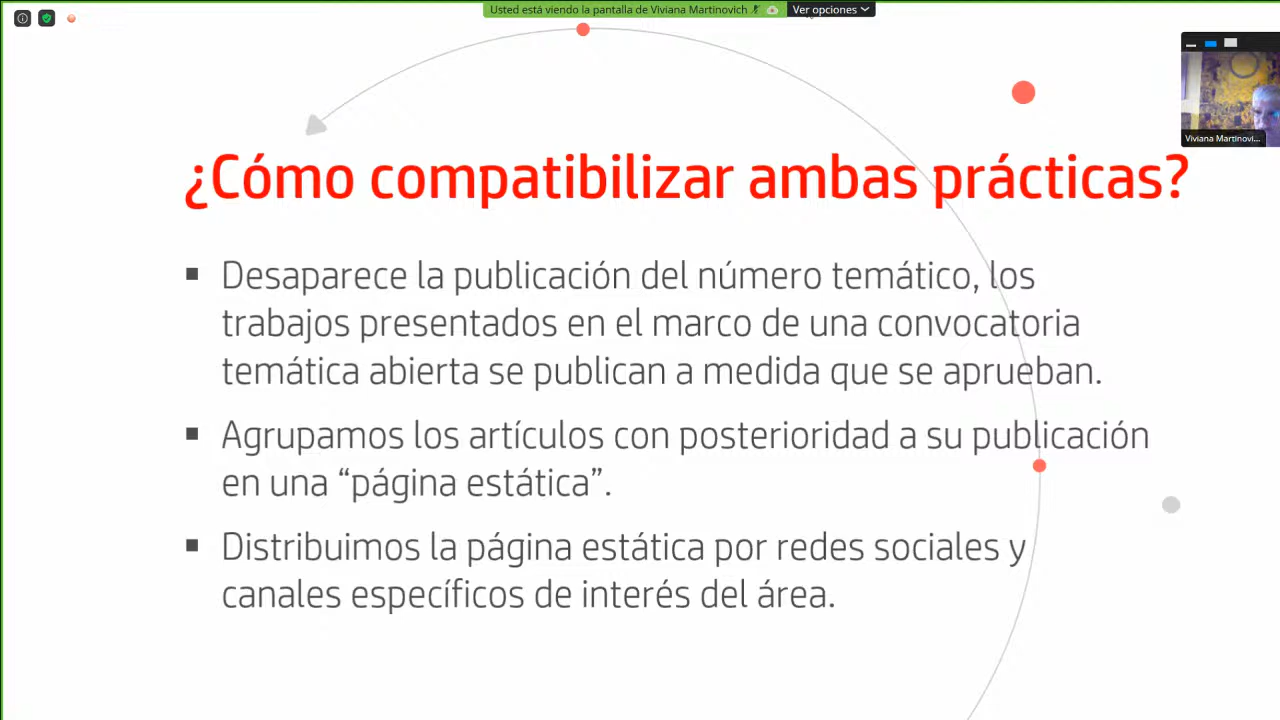 Usted está viendo la pantalla de Viviana Martinovich
Ver opciones
Viviana Martinovi...
¿Cómo compatibilizar ambas prácticas?
Desaparece la publicación del número temático, los
trabajos presentados en el marco de una convocatoria
temática abierta se publican a medida que se aprueban.
Agrupamos los artículos con posterioridad a su publicación
en una “página estática”.
Distribuimos la página estática por redes sociales y
canales específicos de interés del área.